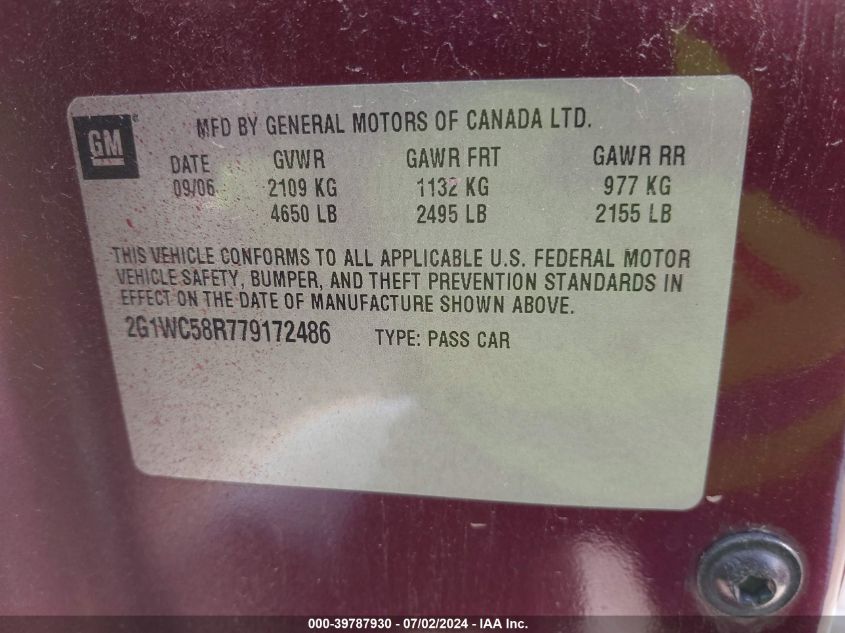 GM
MFD BY GENERAL MOTORS OF CANADA LTD.
DATE GVWR GAWR FRT GAWR RR
09/06 2109 KG 1132 KG 977 KG
4650 LB 2495 LB 2155 LB
THIS VEHICLE CONFORMS TO ALL APPLICABLE U.S. FEDERAL MOTOR
VEHICLE SAFETY, BUMPER, AND THEFT PREVENTION STANDARDS IN
EFFECT ON THE DATE OF MANUFACTURE SHOWN ABOVE.
2G1WC58R779172486 TYPE: PASS CAR
000-39787930 - 07/02/2024 - IAA Inc.